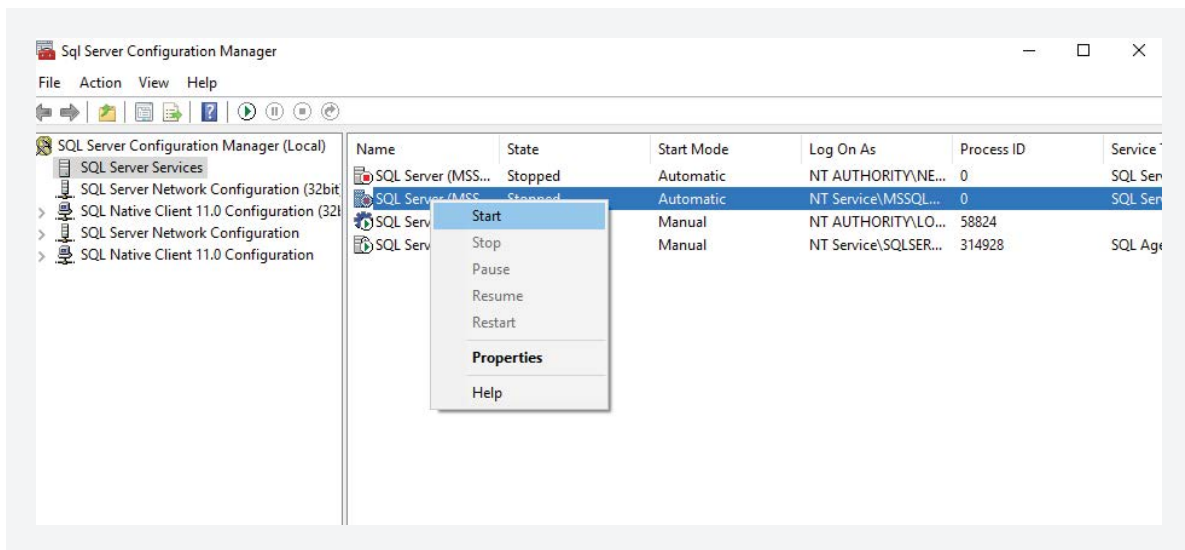 Sql Server Configuration Manager
File Action View Help
SQL Server Configuration Manager (Local)
SQL Server Services
SQL Server Network Configuration (32bit
SQL Native Client 11.0 Configuration (32b
SQL Server Network Configuration
SQL Native Client 11.0 Configuration
Name State Start Mode Log On As Process ID Service
SQL Server (MSS... Stopped Automatic NT AUTHORITY\NE... 0 SQL Ser
SQL Server (MSS Stopped Automatic NT Service\MSSQL... 0 SQL Ser
SQL Serv Manual NT AUTHORITY\LO... 58824
SQL Serv Manual NT Service\SQLSER... 314928 SQL Age
Start
Stop
Pause
Resume
Restart
Properties
Help